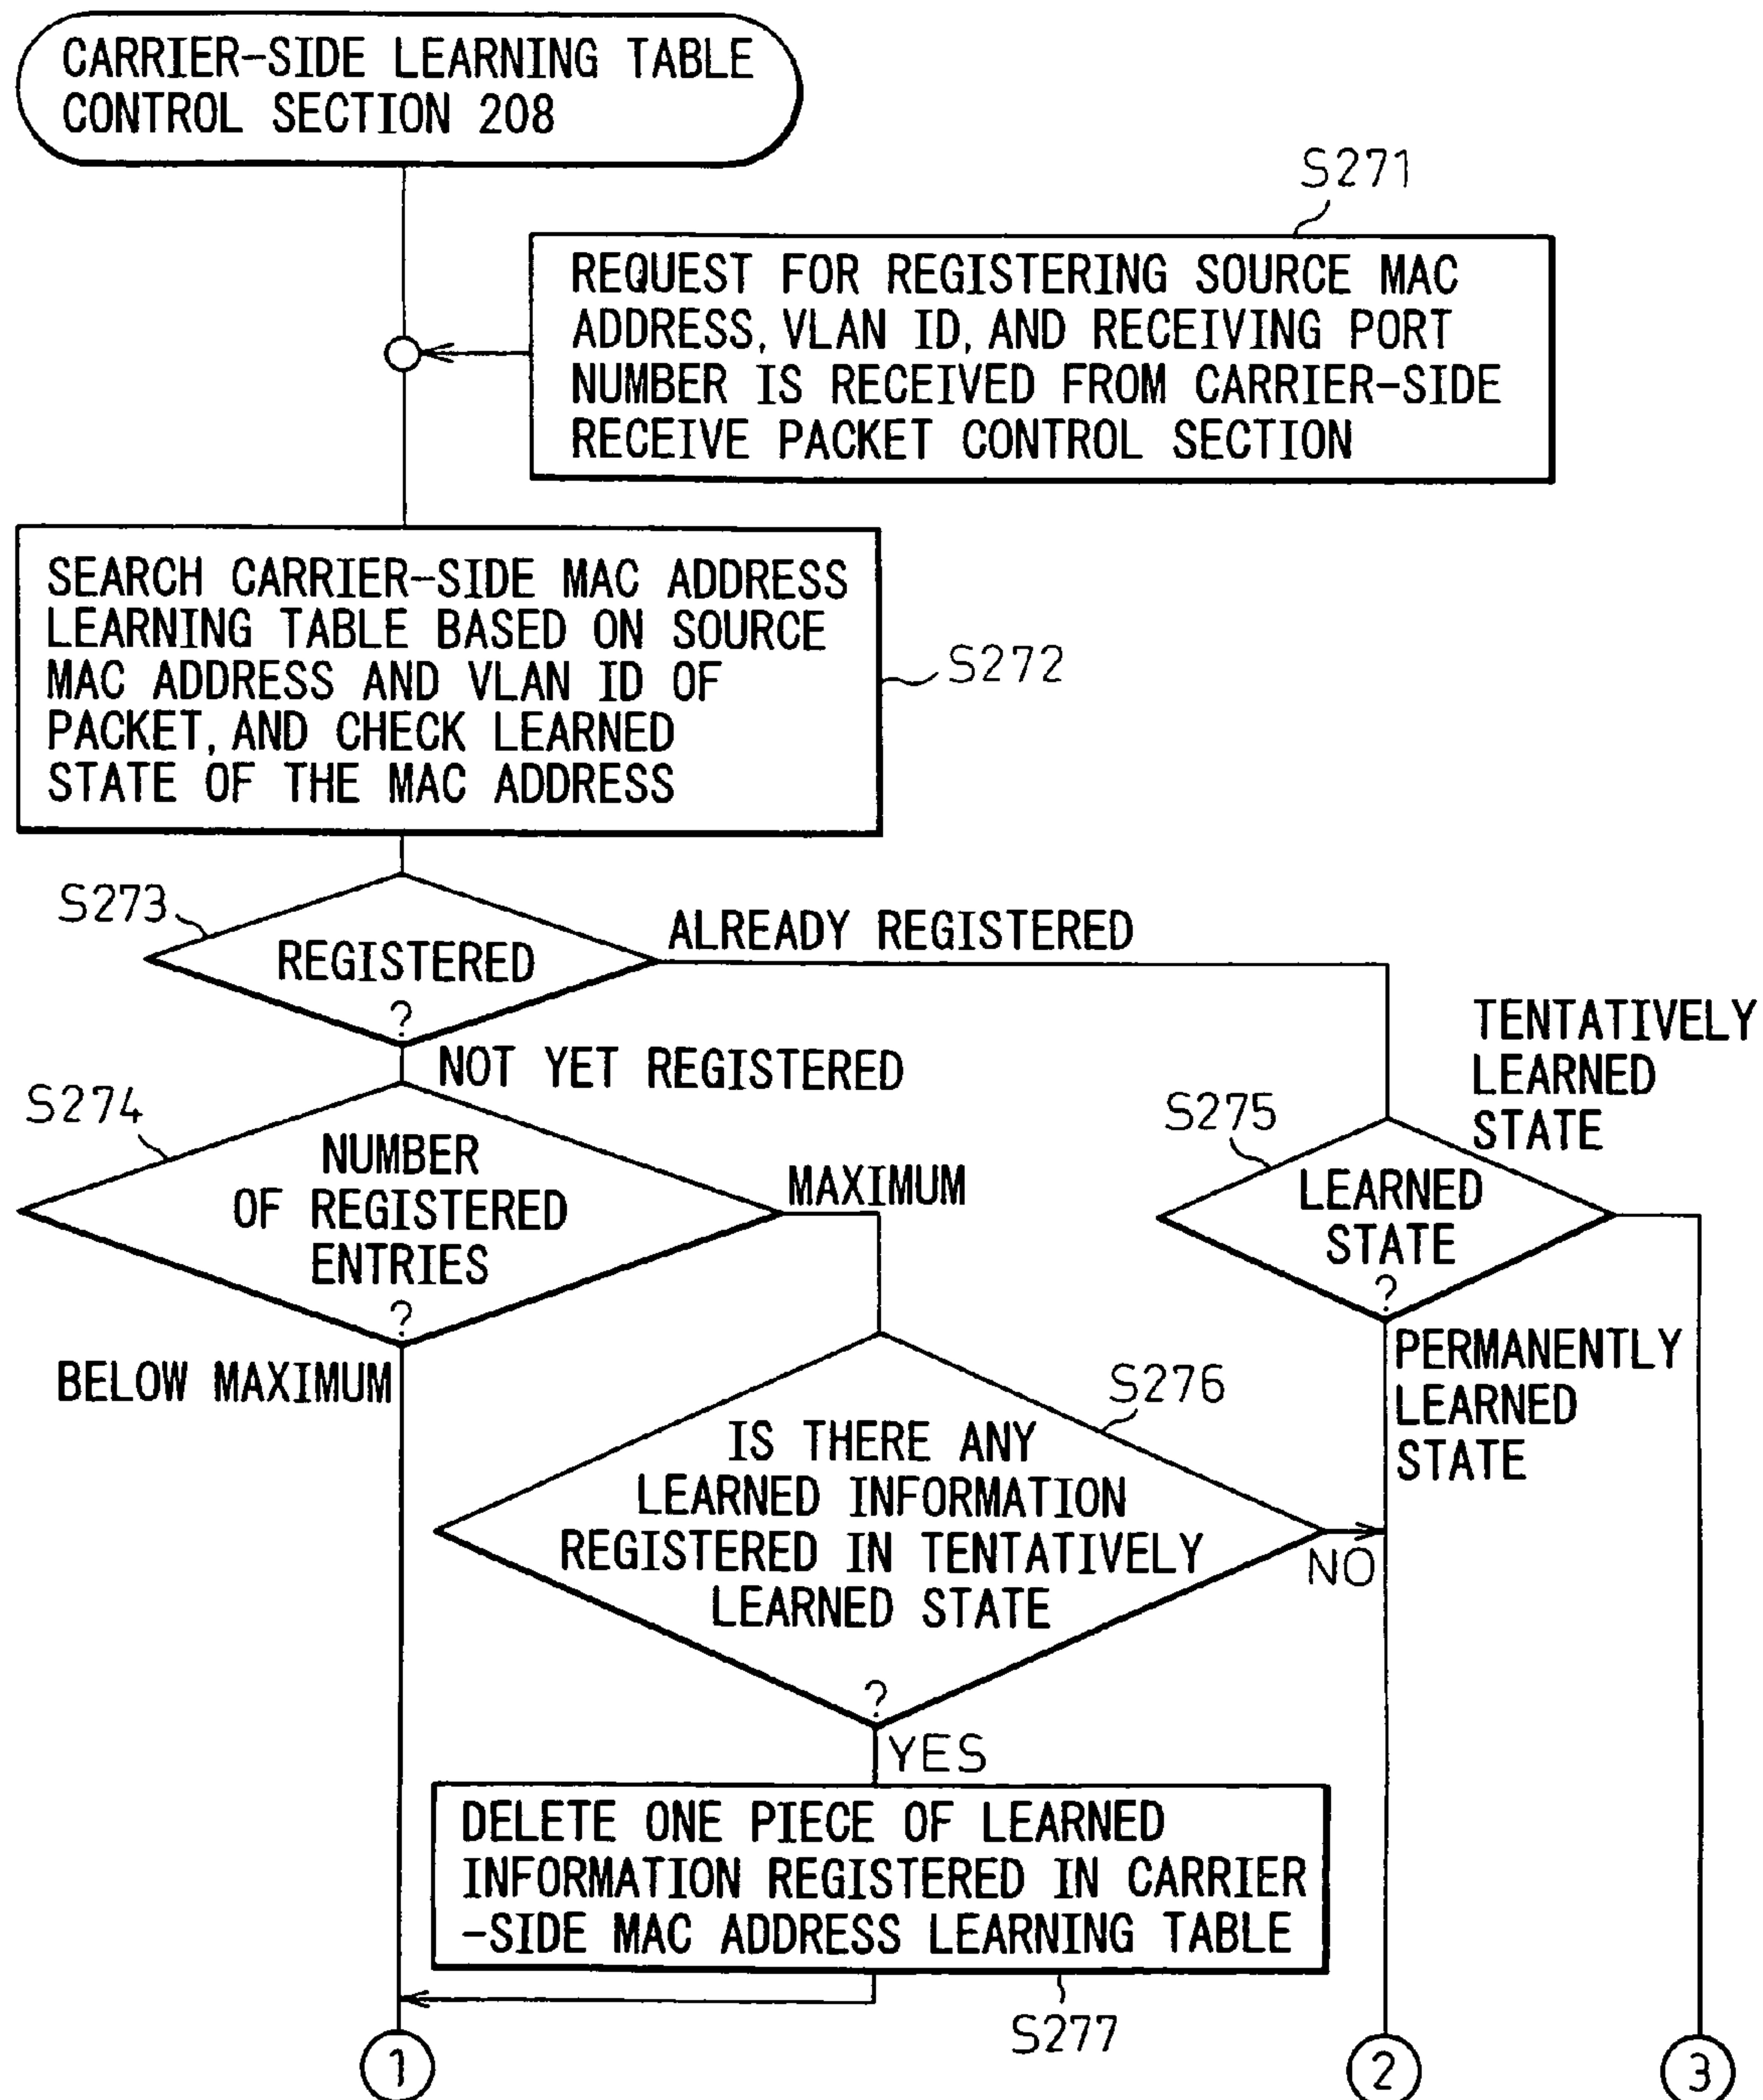 CARRIER-SIDE LEARNING TABLE
CONTROL SECTION 208
S271
REQUEST FOR REGISTERING SOURCE MAC
ADDRESS, VLAN ID, AND RECEIVING PORT
NUMBER IS RECEIVED FROM CARRIER-SIDE
RECEIVE PACKET CONTROL SECTION
SEARCH CARRIER-SIDE MAC ADDRESS
LEARNING TABLE BASED ON SOURCE
MAC ADDRESS AND VLAN ID OF
PACKET, AND CHECK LEARNED
STATE OF THE MAC ADDRESS
S272
S273
REGISTERED
?
ALREADY REGISTERED
NOT YET REGISTERED
S274
NUMBER
OF REGISTERED
ENTRIES
?
MAXIMUM
BELOW MAXIMUM
S275
LEARNED
STATE
?
TENTATIVELY
LEARNED
STATE
PERMANENTLY
LEARNED
STATE
S276
IS THERE ANY
LEARNED INFORMATION
REGISTERED IN TENTATIVELY
LEARNED STATE
?
NO
YES
DELETE ONE PIECE OF LEARNED
INFORMATION REGISTERED IN CARRIER
-SIDE MAC ADDRESS LEARNING TABLE
S277
1
2
3